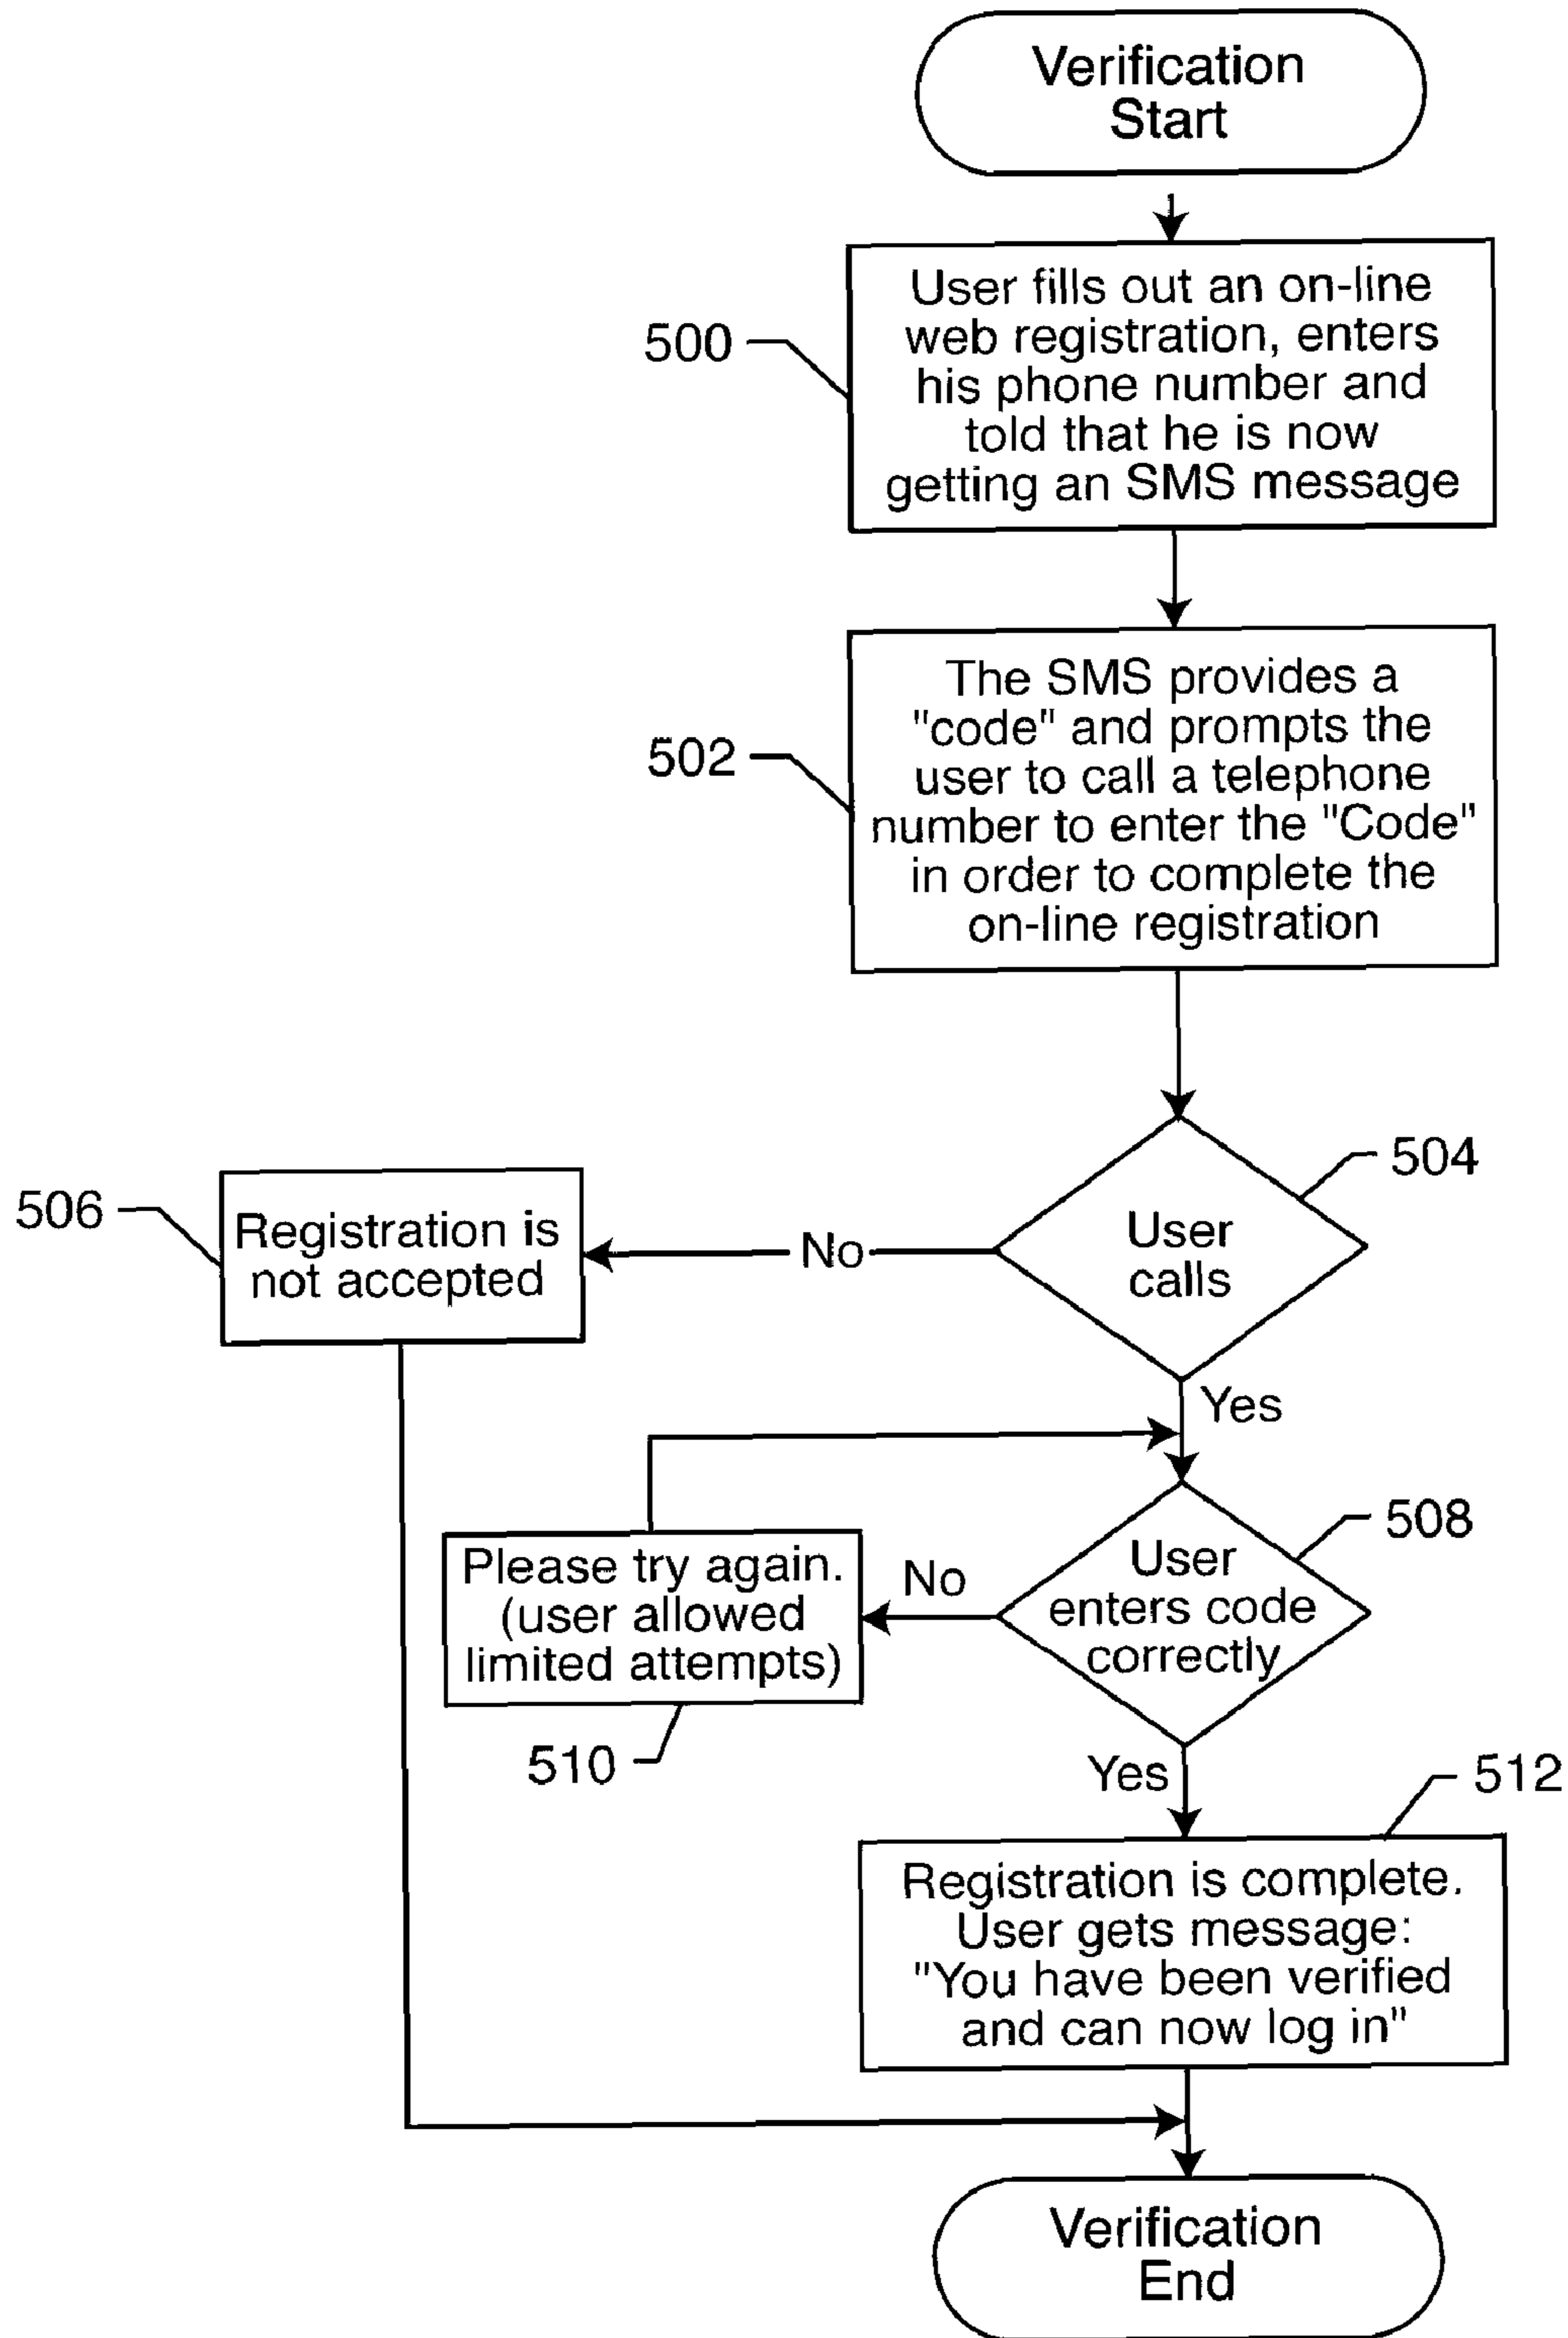 Verification
Start
500
User fills out an on-line
web registration, enters
his phone number and
told that he is now
getting an SMS message
502
The SMS provides a
"code" and prompts the
user to call a telephone
number to enter the "Code"
in order to complete the
on-line registration
504
User
calls
No
506
Registration is
not accepted
Yes
508
User
enters code
correctly
No
Please try again.
(user allowed
limited attempts)
510
Yes
512
Registration is complete.
User gets message:
"You have been verified
and can now log in"
Verification
End